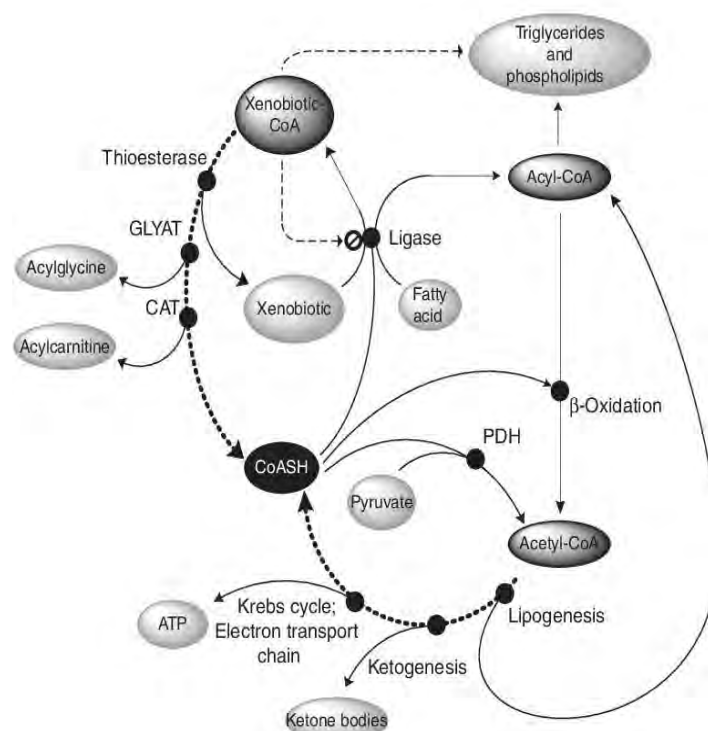 Triglycerides
and
phospholipids
Xenobiotic-
CoA
Thioesterase
Acyl-CoA
GLYAT
Ligase
Acylglycine
CAT
Xenobiotic
Fatty
acid
Acylcarnitine
β-Oxidation
PDH
CoASH
Pyruvate
Acetyl-CoA
Krebs cycle;
Electron transport
chain
ATP
Lipogenesis
Ketogenesis
Ketone bodies